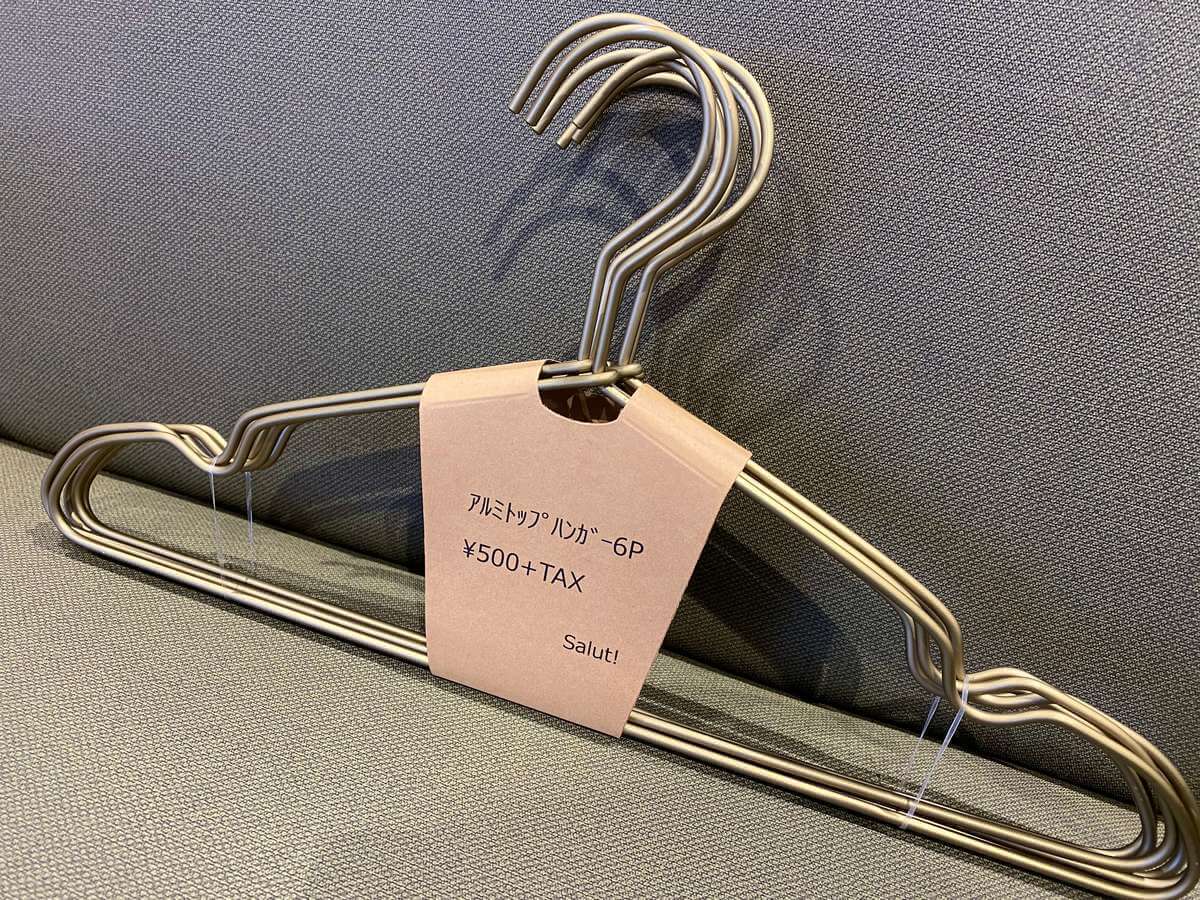 ｱﾙﾐﾄｯﾌﾟﾊﾝｶﾞｰ6P
¥500+TAX
Salut!